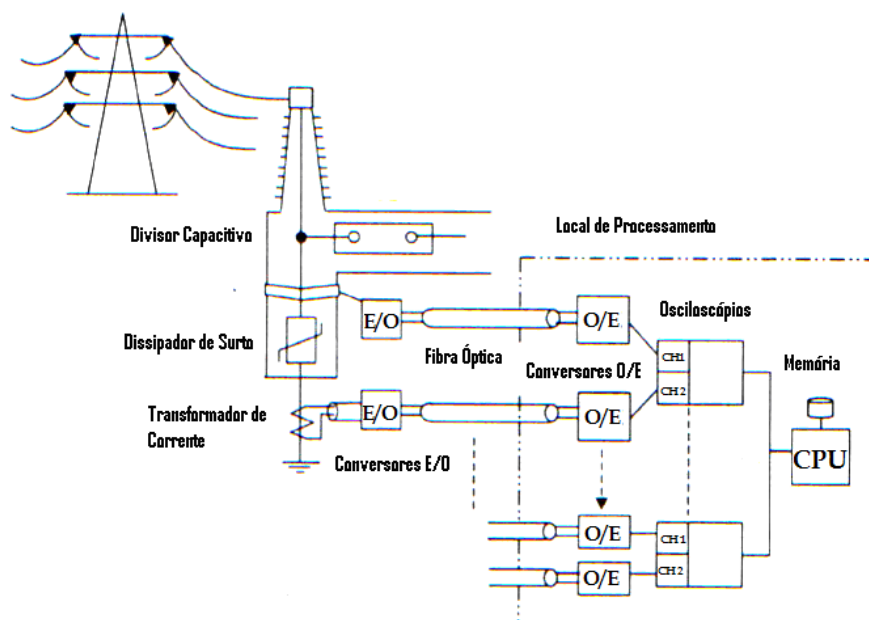 Divisor Capacitivo
Local de Processamento
Dissipador de Surto
E/O
Fibra Óptica
O/E
Conversores O/E
Osciloscópios
CH1
CH2
Memória
CPU
Transformador de
Corrente
E/O
O/E
Conversores E/O
O/E
CH1
O/E
CH2